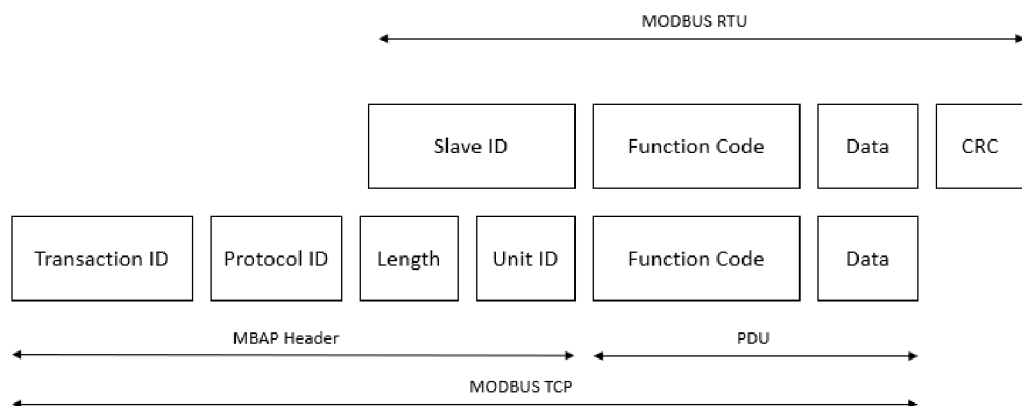 MODBUS RTU
Slave ID Function Code Data CRC
Transaction ID Protocol ID Length Unit ID Function Code Data
MBAP Header PDU
MODBUS TCP